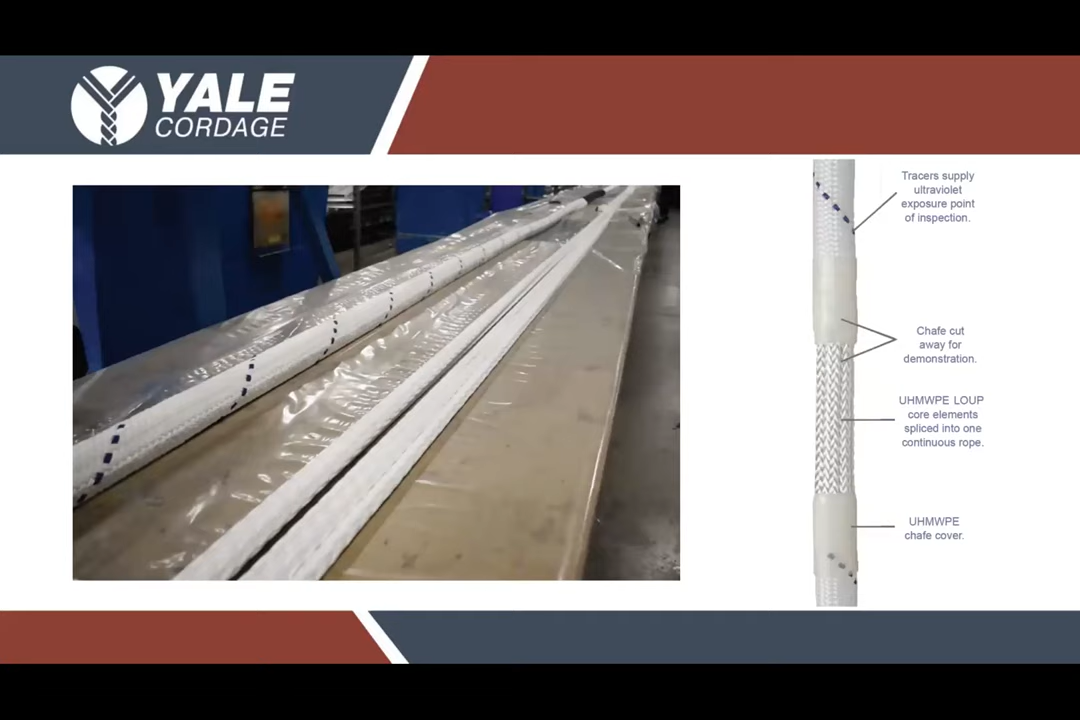 YALE
CORDAGE
Tracers supply
ultraviolet
exposure point
of inspection.
Chafe cut
away for
demonstration.
UHMWPE LOUP
core elements
spliced into one
continuous rope.
UHMWPE
chafe cover.